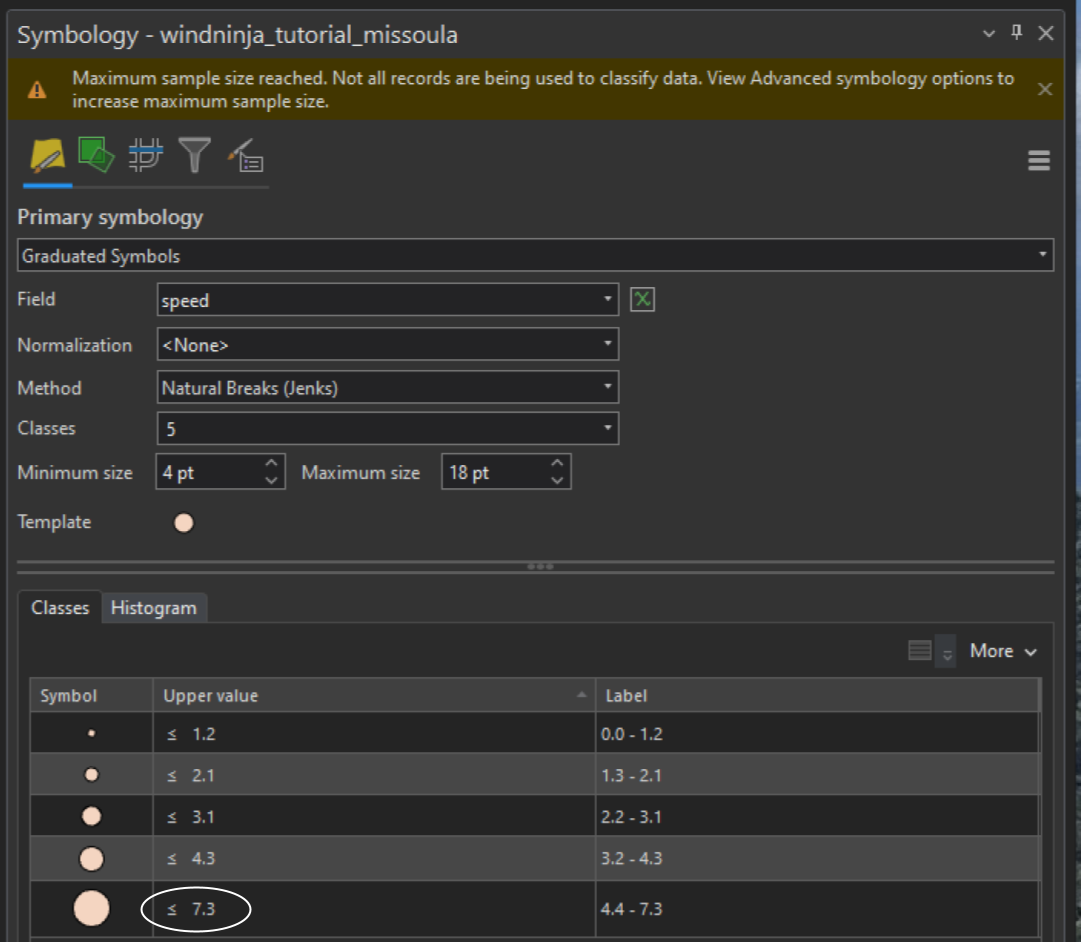 Symbology - windninja_tutorial_missoula
Maximum sample size reached. Not all records are being used to classify data. View Advanced symbology options to
increase maximum sample size.
Primary symbology
Graduated Symbols
Field speed
Normalization <None>
Method Natural Breaks (Jenks)
Classes 5
Minimum size 4 pt Maximum size 18 pt
Template
Classes Histogram
More
Symbol Upper value Label
≤ 1.2 0.0 - 1.2
≤ 2.1 1.3 - 2.1
≤ 3.1 2.2 - 3.1
≤ 4.3 3.2 - 4.3
≤ 7.3 4.4 - 7.3